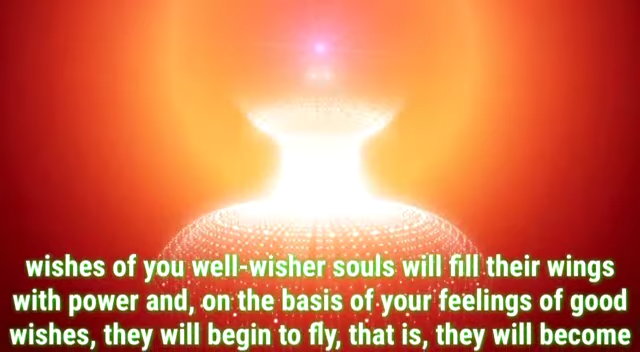 wishes of you well-wisher souls will fill their wings
with power and, on the basis of your feelings of good
wishes, they will begin to fly, that is, they will become